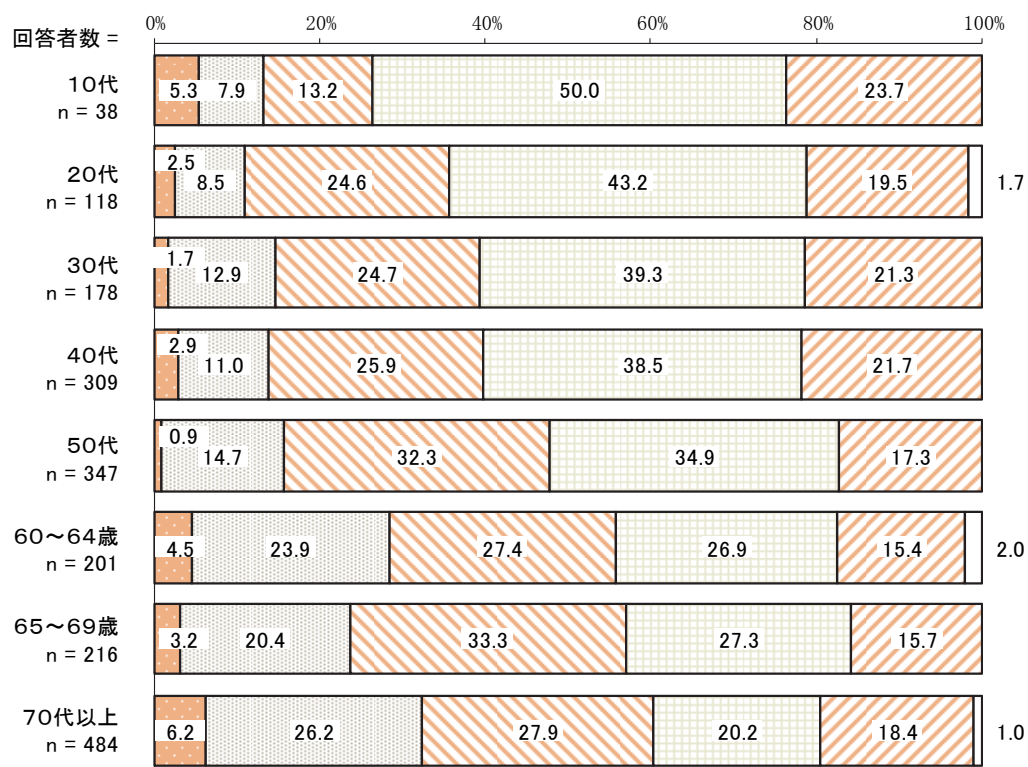 0% 20% 40% 60% 80% 100%
回答者数 =
10代
n = 38
5.3 7.9 13.2 50.0 23.7
20代
n = 118
2.5 8.5 24.6 43.2 19.5 1.7
30代
n = 178
1.7 12.9 24.7 39.3 21.3
40代
n = 309
2.9 11.0 25.9 38.5 21.7
50代
n = 347
0.9 14.7 32.3 34.9 17.3
60～64歳
n = 201
4.5 23.9 27.4 26.9 15.4 2.0
65～69歳
n = 216
3.2 20.4 33.3 27.3 15.7
70代以上
n = 484
6.2 26.2 27.9 20.2 18.4 1.0